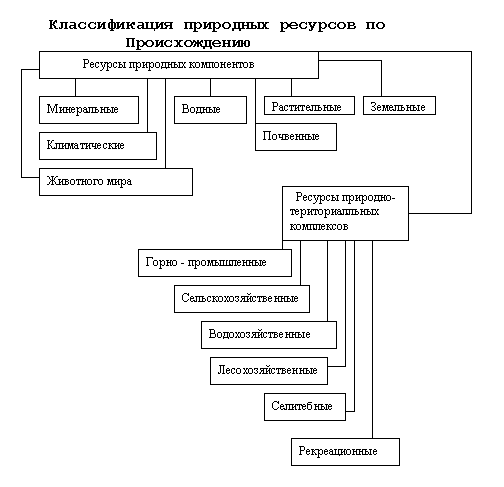 Классификация природных ресурсов по
Происхождению
Ресурсы природных компонентов
Минеральные
Водные
Растительные
Земельные
Климатические
Почвенные
Животного мира
Ресурсы природно-
територмалльных
комплексов
Горно - промышленные
Сельскохозяйственные
Водохозяйственные
Лесохозяйственные
Селитебные
Рекреационные